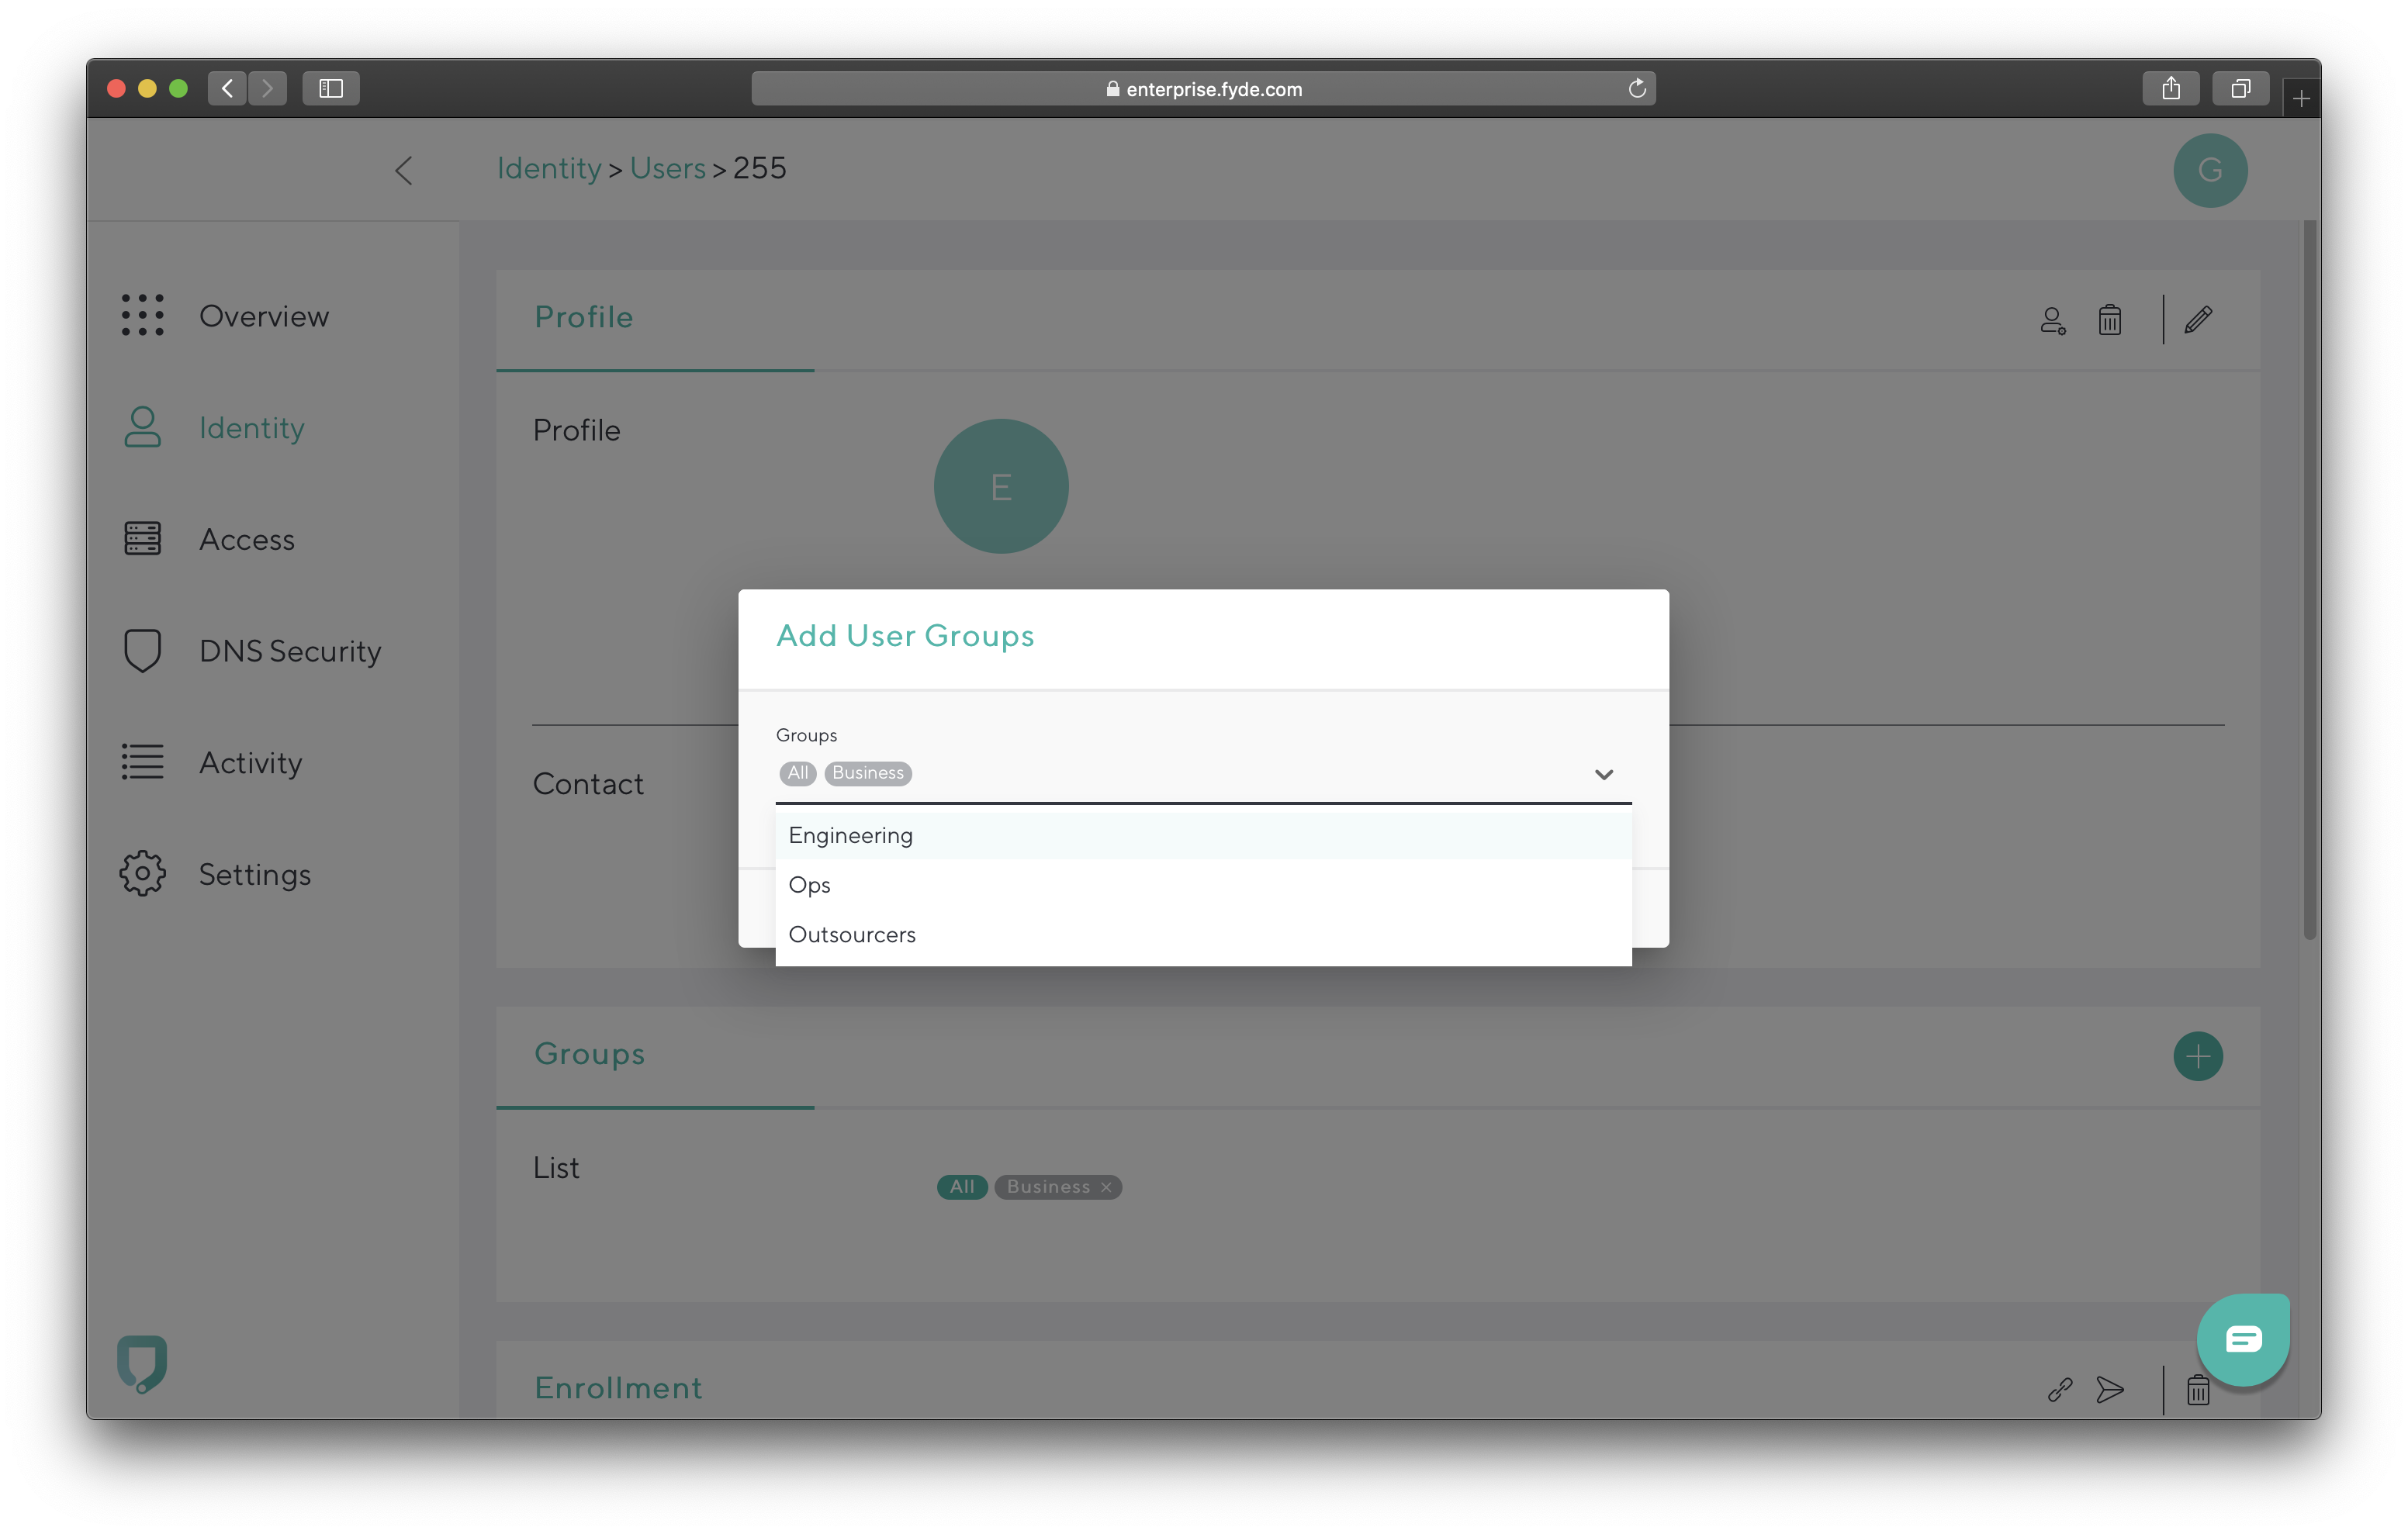 enterprise.fyde.com
Identity > Users > 255
G
Overview
Identity
Access
DNS Security
Activity
Settings
Profile
Profile
E
Contact
Add User Groups
Groups
All Business
Engineering
Ops
Outsourcers
Groups
List
All Business ×
Enrollment